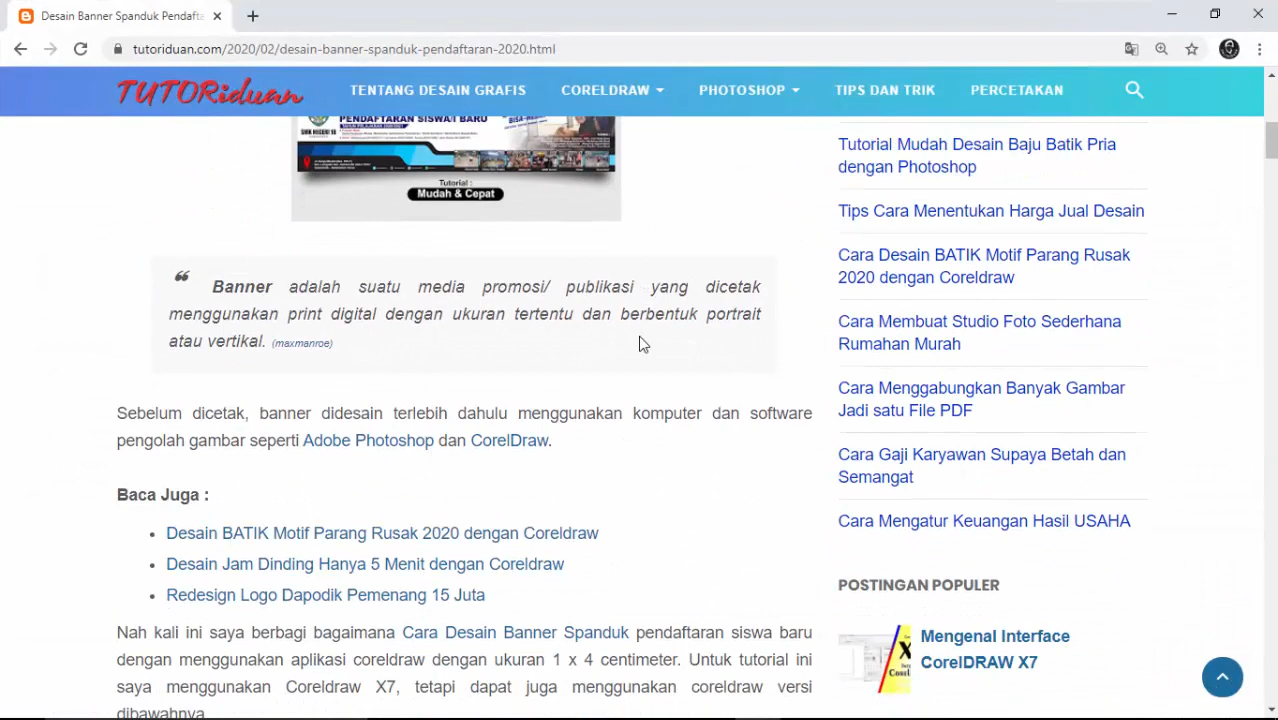 Desain Banner Spanduk Pendafta
tutoriduan.com/2020/02/desain-banner-spanduk-pendaftaran-2020.html
TUTORiduan
TENTANG DESAIN GRAFIS
CORELDRAW
PHOTOSHOP
TIPS DAN TRIK
PERCETAKAN
PENDAFTARAN SISWA BARU
Tutorial :
Mudah & Cepat
❝ Banner adalah suatu media promosi/ publikasi yang dicetak
menggunakan print digital dengan ukuran tertentu dan berbentuk portrait
atau vertikal. (maxmanroe)
Sebelum dicetak, banner didesain terlebih dahulu menggunakan komputer dan software
pengolah gambar seperti Adobe Photoshop dan CorelDraw.
Baca Juga :
• Desain BATIK Motif Parang Rusak 2020 dengan Coreldraw
• Desain Jam Dinding Hanya 5 Menit dengan Coreldraw
• Redesign Logo Dapodik Pemenang 15 Juta
Nah kali ini saya berbagi bagaimana Cara Desain Banner Spanduk pendaftaran siswa baru
dengan menggunakan aplikasi coreldraw dengan ukuran 1 x 4 centimeter. Untuk tutorial ini
saya menggunakan Coreldraw X7, tetapi dapat juga menggunakan coreldraw versi
dibawahnya
Tutorial Mudah Desain Baju Batik Pria
dengan Photoshop
Tips Cara Menentukan Harga Jual Desain
Cara Desain BATIK Motif Parang Rusak
2020 dengan Coreldraw
Cara Membuat Studio Foto Sederhana
Rumahan Murah
Cara Menggabungkan Banyak Gambar
Jadi satu File PDF
Cara Gaji Karyawan Supaya Betah dan
Semangat
Cara Mengatur Keuangan Hasil USAHA
POSTINGAN POPULER
Mengenal Interface
CorelDRAW X7